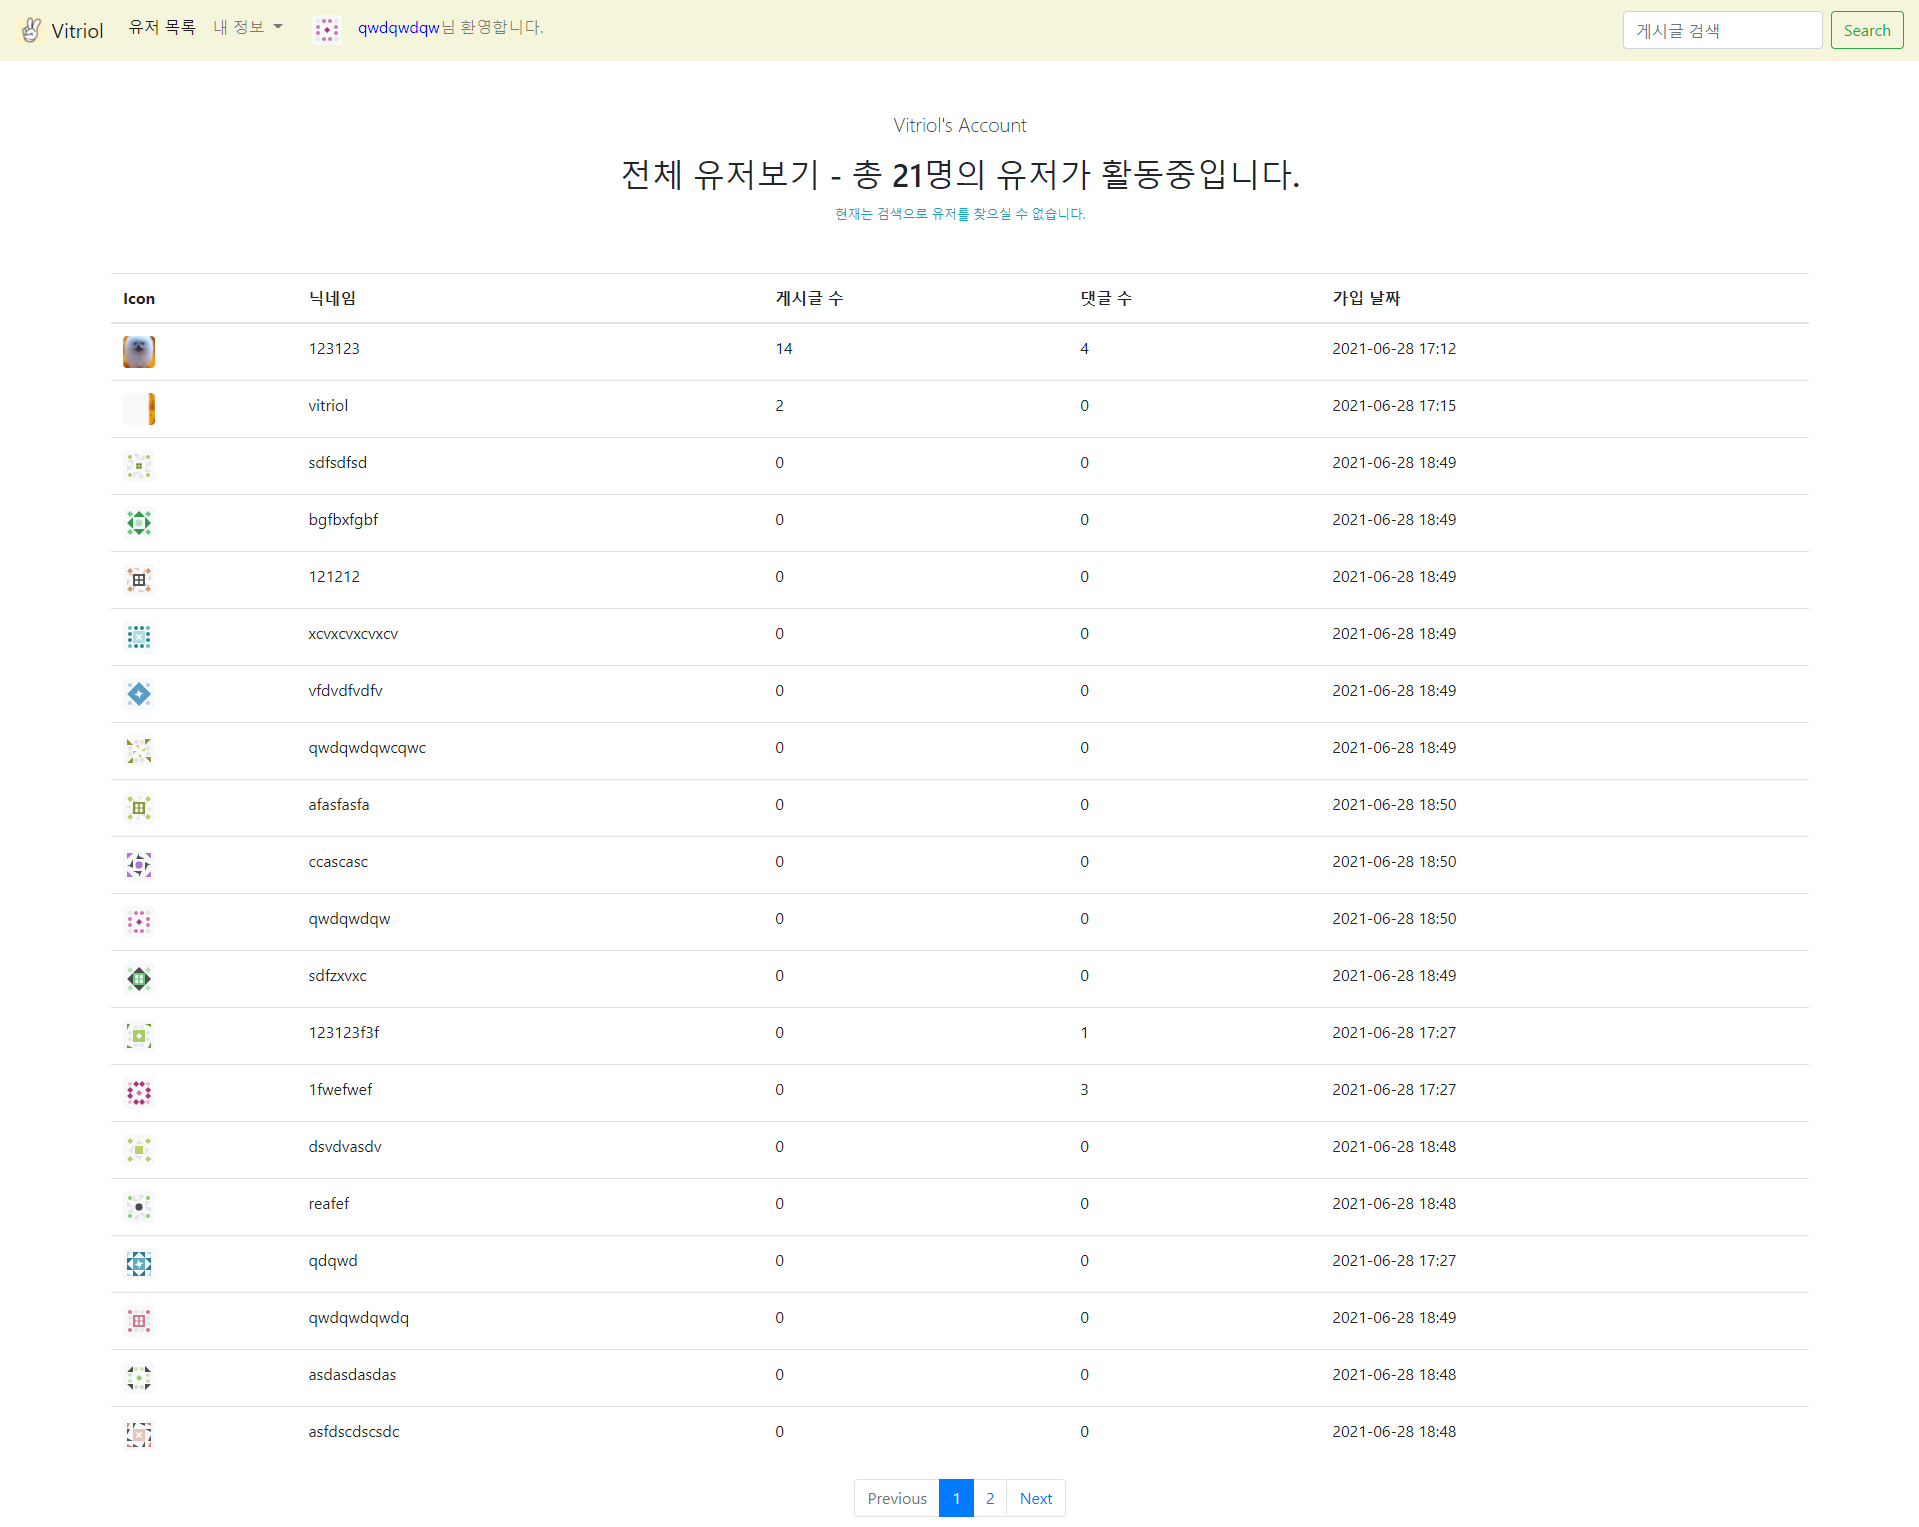 Vitriol 유저 목록 내 정보 qwdqwdqw님 환영합니다. 게시글 검색 Search
Vitriol's Account
전체 유저보기 - 총 21명의 유저가 활동중입니다.
현재는 검색으로 유저를 찾으실 수 없습니다.
Icon 닉네임 게시글 수 댓글 수 가입 날짜
123123 14 4 2021-06-28 17:12
vitriol 2 0 2021-06-28 17:15
sdfsdfsd 0 0 2021-06-28 18:49
bgfbxfgbf 0 0 2021-06-28 18:49
121212 0 0 2021-06-28 18:49
xcvxcvxcvxcv 0 0 2021-06-28 18:49
vfdvdfvdfv 0 0 2021-06-28 18:49
qwdqwdqwcqwc 0 0 2021-06-28 18:49
afasfasfa 0 0 2021-06-28 18:50
ccascasc 0 0 2021-06-28 18:50
qwdqwdqw 0 0 2021-06-28 18:50
sdfzxvxc 0 0 2021-06-28 18:49
123123f3f 0 1 2021-06-28 17:27
1fwefwef 0 3 2021-06-28 17:27
dsvdvasdv 0 0 2021-06-28 18:48
reafef 0 0 2021-06-28 18:48
qdqwd 0 0 2021-06-28 17:27
qwdqwdqwdq 0 0 2021-06-28 18:49
asdasdasdas 0 0 2021-06-28 18:48
asfdscdscsdc 0 0 2021-06-28 18:48
Previous 1 2 Next